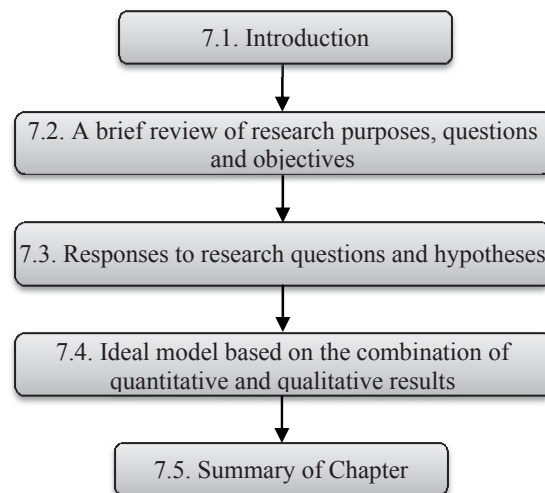 7.1. Introduction
7.2. A brief review of research purposes, questions
and objectives
7.3. Responses to research questions and hypotheses
7.4. Ideal model based on the combination of
quantitative and qualitative results
7.5. Summary of Chapter